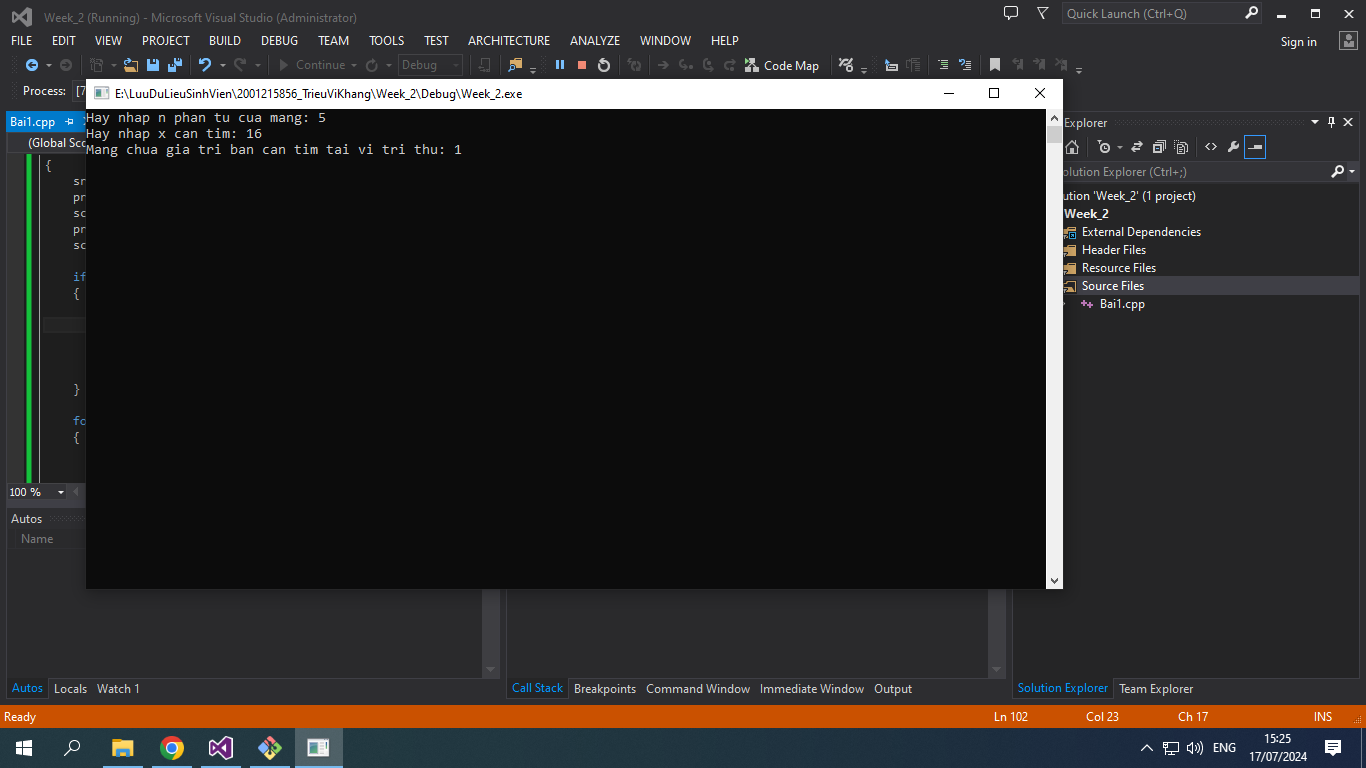 Week_2 (Running) - Microsoft Visual Studio (Administrator)
Quick Launch (Ctrl+Q)
FILE EDIT VIEW PROJECT BUILD DEBUG TEAM TOOLS TEST ARCHITECTURE ANALYZE WINDOW HELP
Sign in
Continue Debug Code Map
Process: [7
E:\LuuDuLieuSinhVien\2001215856_TrieuViKhang\Week_2\Debug\Week_2.exe
Hay nhap n phan tu cua mang: 5
Hay nhap x can tim: 16
Mang chua gia tri ban can tim tai vi tri thu: 1
Bai1.cpp
(Global Sco
{
sr
pr
sc
pr
sc
if
{
}
fo
{
100 %
Explorer
olution Explorer (Ctrl+;)
ution 'Week_2' (1 project)
Week_2
External Dependencies
Header Files
Resource Files
Source Files
Bai1.cpp
Autos
Name
Autos Locals Watch 1
Call Stack Breakpoints Command Window Immediate Window Output
Solution Explorer Team Explorer
Ready
Ln 102 Col 23 Ch 17 INS
ENG
15:25
17/07/2024